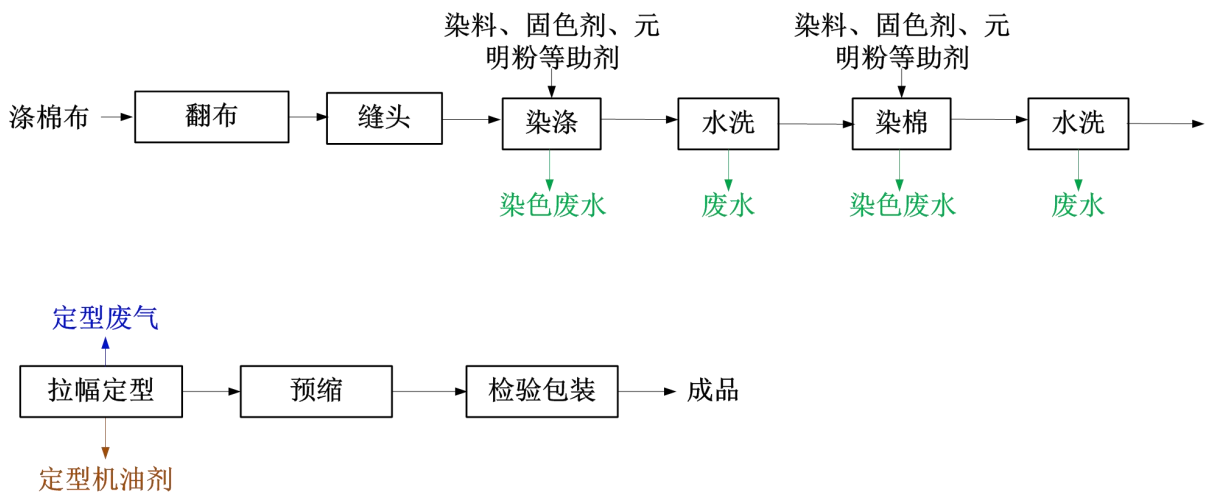 染料、固色剂、元
明粉等助剂
染料、固色剂、元
明粉等助剂
涤棉布
翻布
缝头
染涤
水洗
染棉
水洗
染色废水
废水
染色废水
废水
定型废气
拉幅定型
预缩
检验包装
成品
定型机油剂